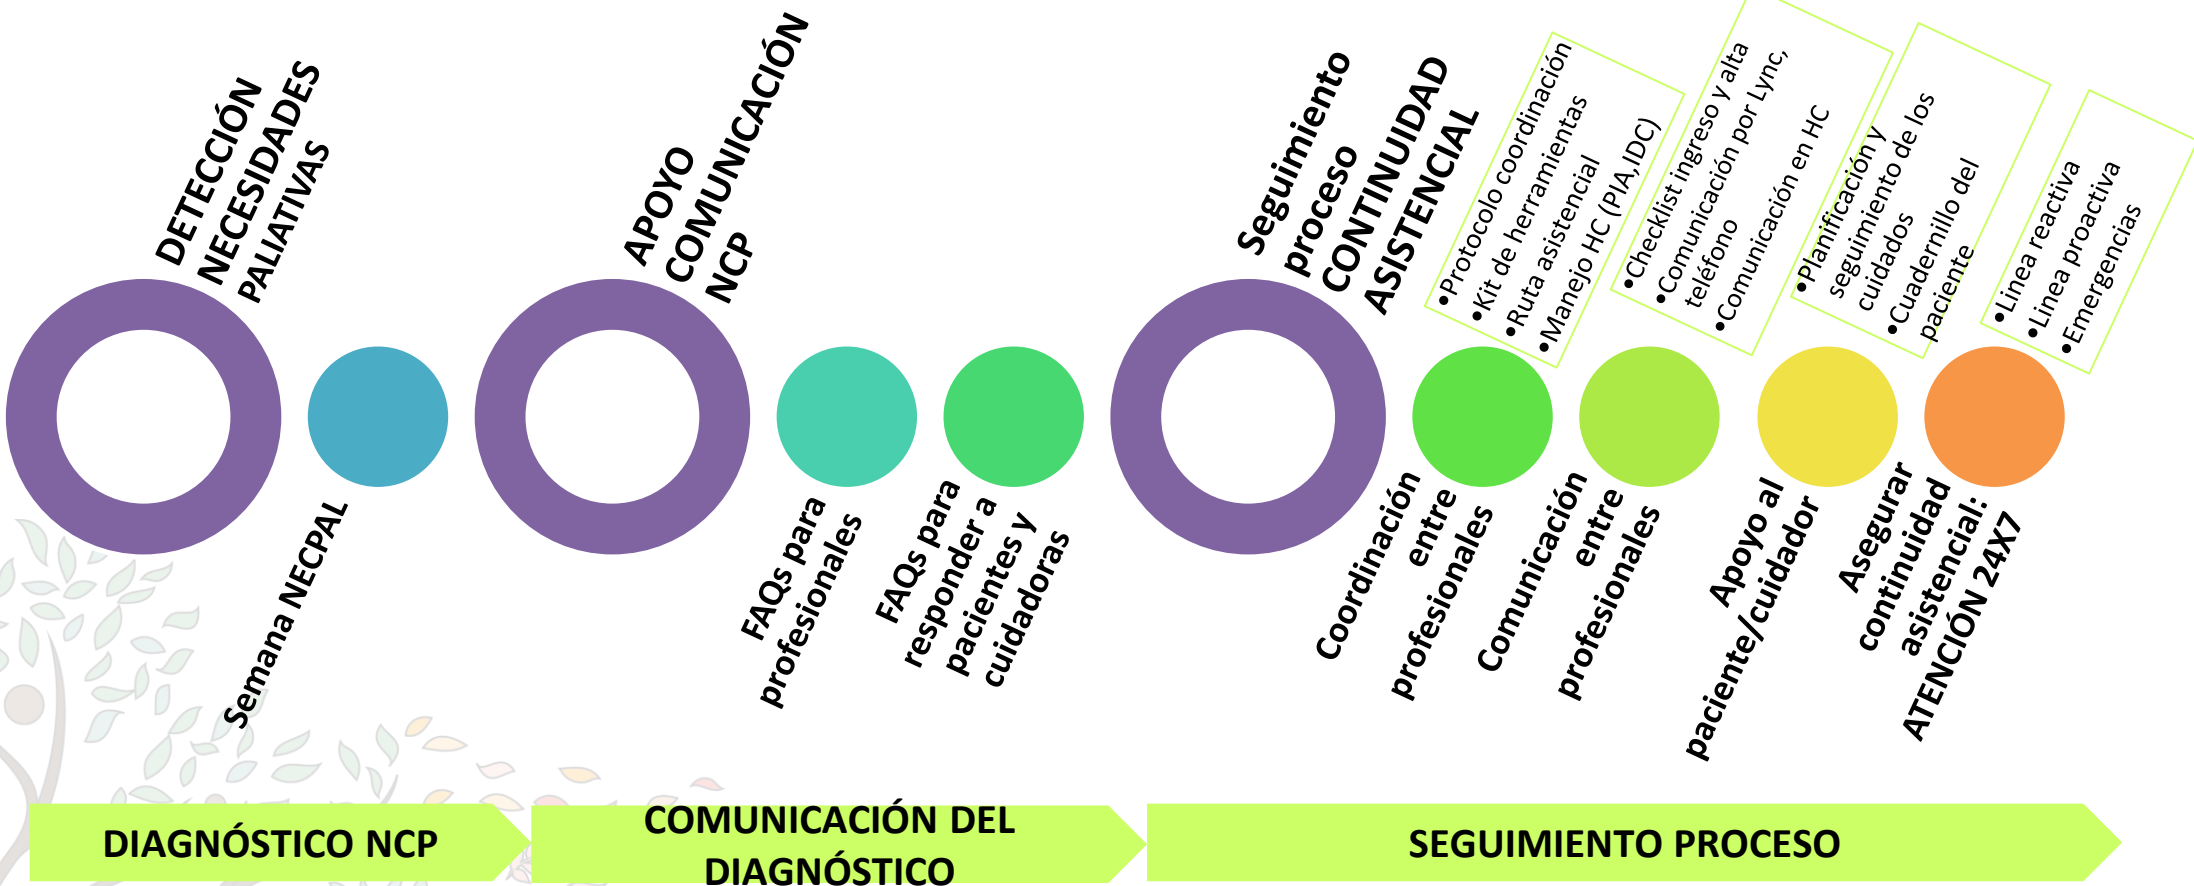 DETECCIÓN
NECESIDADES
PALIATIVAS
Semana NECPAL
APOYO
COMUNICACIÓN
NCP
FAQs para
profesionales
FAQs para
responder a
pacientes y
cuidadoras
Seguimiento
proceso
CONTINUIDAD
ASISTENCIAL
•Protocolo coordinación
•Kit de herramientas
•Ruta asistencial
•Manejo HC (PIA,IDC)
Coordinación
entre
profesionales
•Checklist ingreso y alta
•Comunicación por Lync,
teléfono
•Comunicación en HC
Comunicación
entre
profesionales
•Planificación y
seguimiento de los
cuidados
•Cuadernillo del
paciente
Apoyo al
paciente/cuidador
•Linea reactiva
•Linea proactiva
•Emergencias
Asegurar
continuidad
asistencial:
ATENCIÓN 24X7
DIAGNÓSTICO NCP
COMUNICACIÓN DEL
DIAGNÓSTICO
SEGUIMIENTO PROCESO